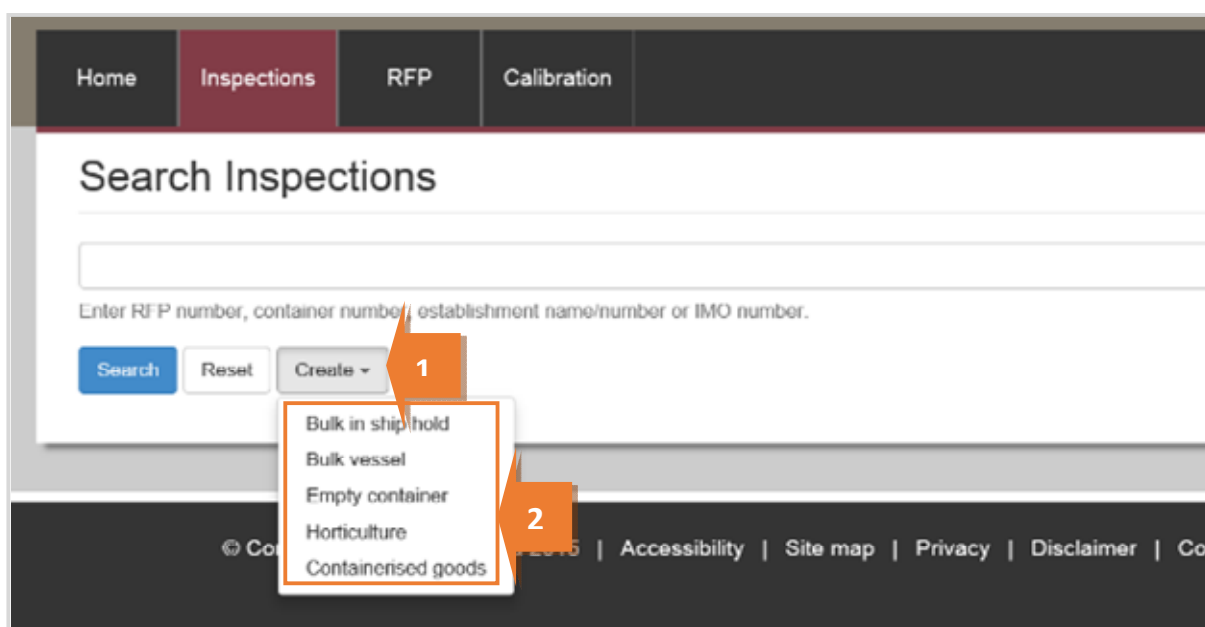 Home Inspections RFP Calibration
Search Inspections
Enter RFP number, container number, establishment name/number or IMO number.
Search Reset Create
1
Bulk in ship hold
Bulk vessel
Empty container
Horticulture
Containerised goods
2
© | Accessibility | Site map | Privacy | Disclaimer |